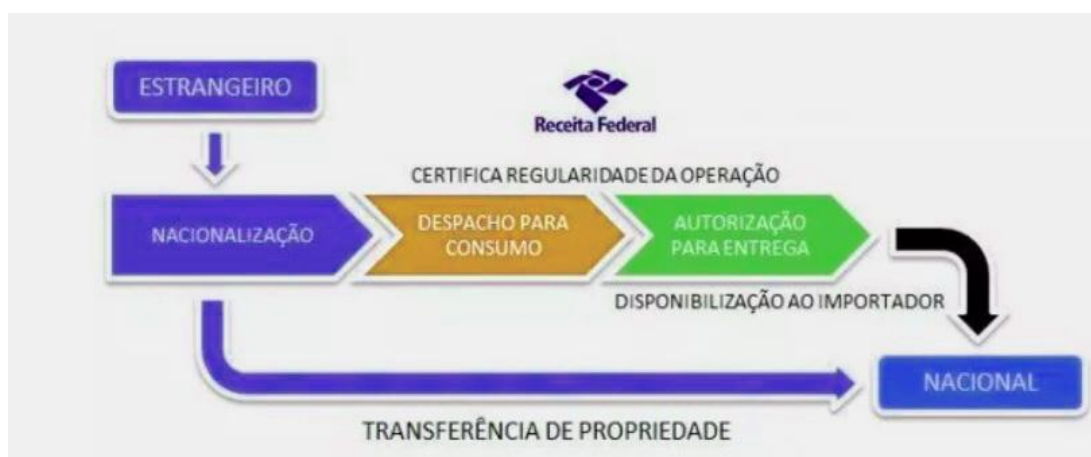 ESTRANGEIRO
Receita Federal
CERTIFICA REGULARIDADE DA OPERAÇÃO
NACIONALIZAÇÃO
DESPACHO PARA
CONSUMO
AUTORIZAÇÃO
PARA ENTREGA
DISPONIBILIZAÇÃO AO IMPORTADOR
NACIONAL
TRANSFERÊNCIA DE PROPRIEDADE